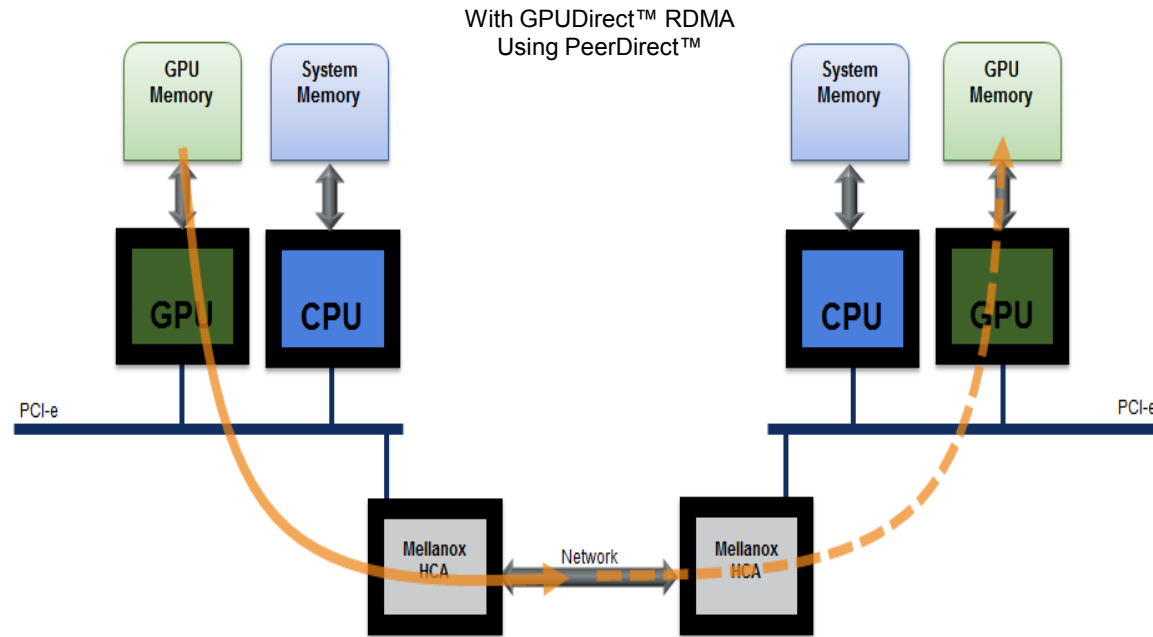 With GPUDirect™ RDMA
Using PeerDirect™
GPU
Memory
System
Memory
System
Memory
GPU
Memory
GPU
CPU
CPU
GPU
PCI-e
PCI-e
Mellanox
HCA
Network
Mellanox
HCA